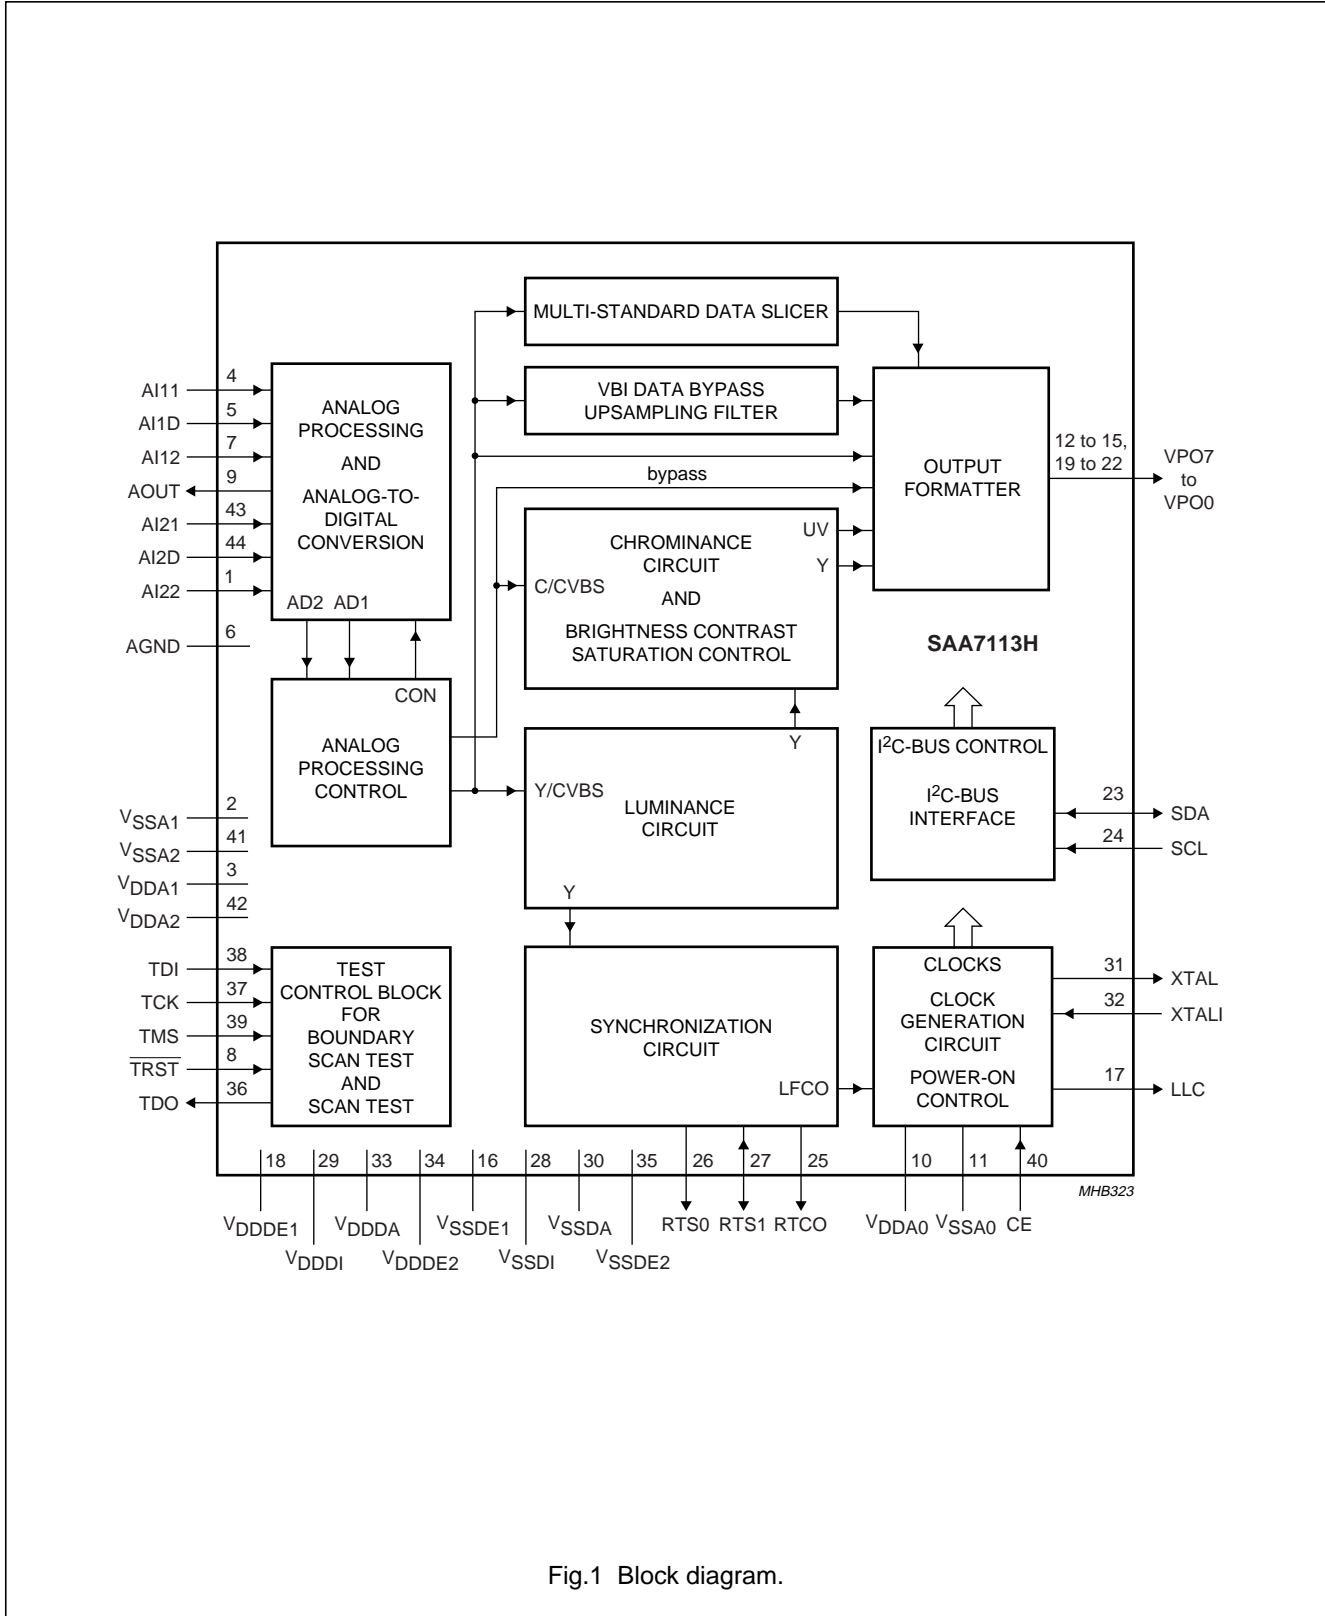 MULTI-STANDARD DATA SLICER
VBI DATA BYPASS
UPSAMPLING FILTER
AI11
4
AI1D
5
AI12
7
AOUT
9
AI21
43
AI2D
44
AI22
1
AGND
6
ANALOG
PROCESSING
AND
ANALOG-TO-
DIGITAL
CONVERSION
AD2 AD1
CON
ANALOG
PROCESSING
CONTROL
bypass
CHROMINANCE
CIRCUIT
AND
BRIGHTNESS CONTRAST
SATURATION CONTROL
C/CVBS
UV
Y
OUTPUT
FORMATTER
12 to 15,
19 to 22
VPO7
to
VPO0
SAA7113H
Y
Y/CVBS
LUMINANCE
CIRCUIT
Y
I2C-BUS CONTROL
I2C-BUS
INTERFACE
23
SDA
24
SCL
VSSA1
2
VSSA2
41
VDDA1
3
VDDA2
42
TDI
38
TCK
37
TMS
39
TRST
8
TDO
36
TEST
CONTROL BLOCK
FOR
BOUNDARY
SCAN TEST
AND
SCAN TEST
SYNCHRONIZATION
CIRCUIT
LFCO
CLOCKS
CLOCK
GENERATION
CIRCUIT
POWER-ON
CONTROL
31
XTAL
32
XTALI
17
LLC
18 29 33 34 16 28 30 35 26 27 25 10 11 40
MHB323
VDDDE1 VDDDA VSSDE1 VSSDA RTS0 RTS1 RTCO VDDA0 VSSA0 CE
VDDDI VDDDE2 VSSDI VSSDE2
Fig.1 Block diagram.